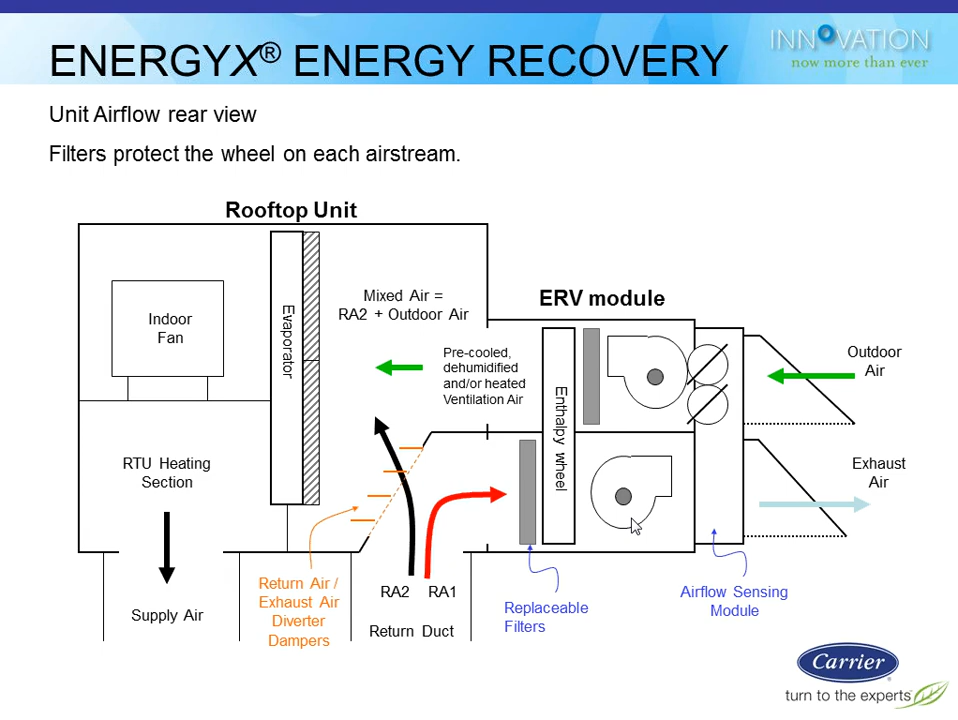 INNOVATION
now more than ever
ENERGYX® ENERGY RECOVERY
Unit Airflow rear view
Filters protect the wheel on each airstream.
Rooftop Unit
Indoor
Fan
Evaporator
Mixed Air =
RA2 + Outdoor Air
ERV module
Pre-cooled,
dehumidified
and/or heated
Ventilation Air
Enthalpy wheel
Outdoor
Air
RTU Heating
Section
Exhaust
Air
Supply Air
Return Air /
Exhaust Air
Diverter
Dampers
RA2 RA1
Return Duct
Replaceable
Filters
Airflow Sensing
Module
Carrier
turn to the experts